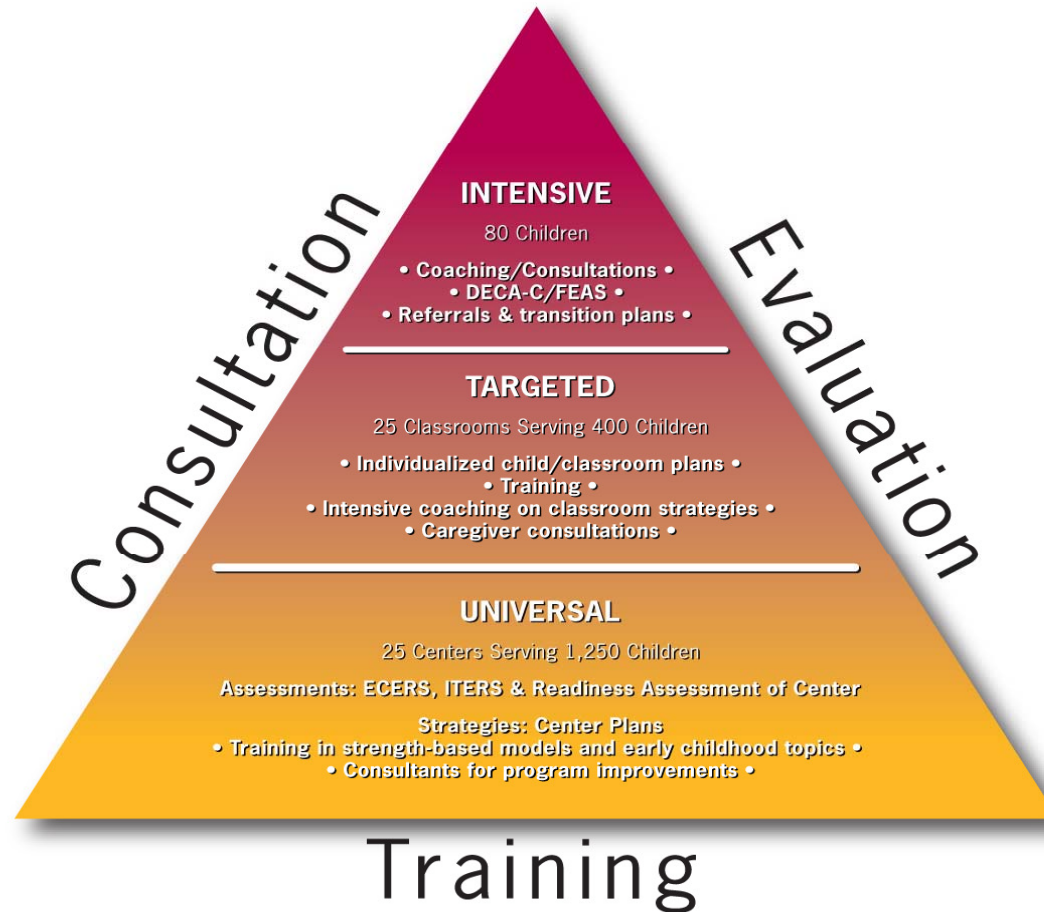 Consultation
Evaluation
INTENSIVE
80 Children
• Coaching/Consultations •
• DECA-C/FEAS •
• Referrals & transition plans •
TARGETED
25 Classrooms Serving 400 Children
• Individualized child/classroom plans •
• Training •
• Intensive coaching on classroom strategies •
• Caregiver consultations •
UNIVERSAL
25 Centers Serving 1,250 Children
Assessments: ECERS, ITERS & Readiness Assessment of Center
Strategies: Center Plans
• Training in strength-based models and early childhood topics •
• Consultants for program improvements •
Training